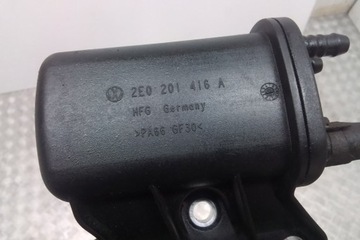 2E0 201 416 A
MFG Germany
>PA66 GF30<